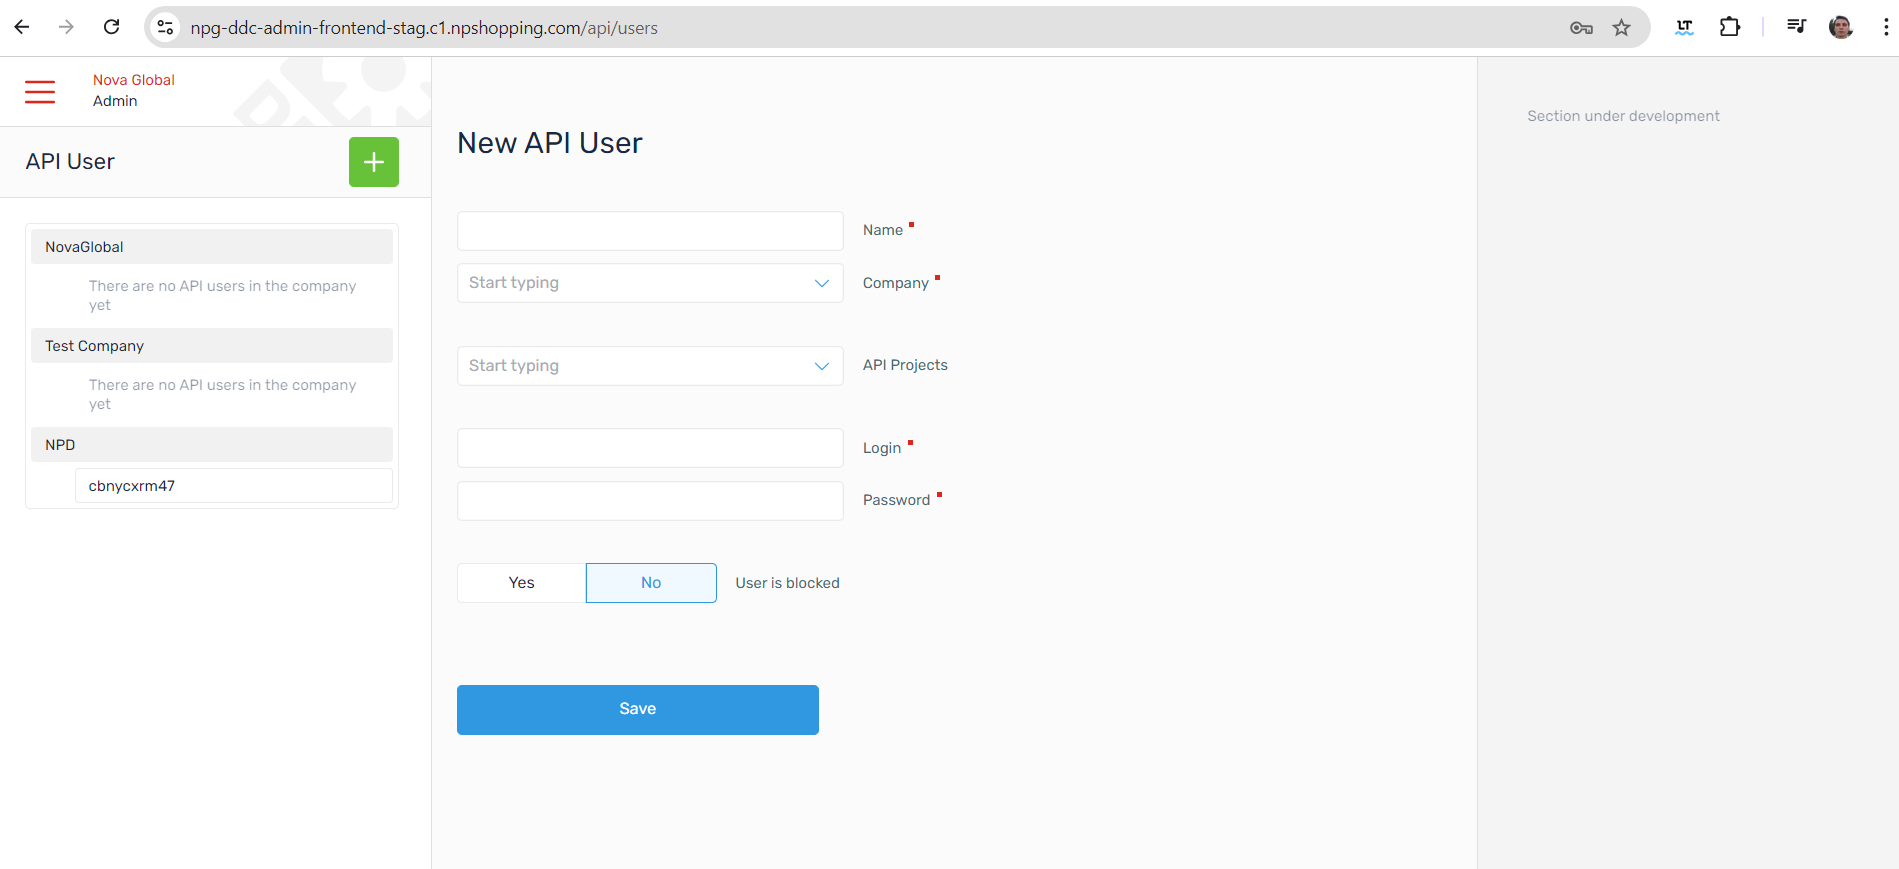 npg-ddc-admin-frontend-stag.c1.npshopping.com/api/users
LT
Nova Global
Admin
API User
NovaGlobal
There are no API users in the company
yet
Test Company
There are no API users in the company
yet
NPD
cbnycxrm47
New API User
Name
Start typing
Company
Start typing
API Projects
Login
Password
Yes
No
User is blocked
Save
Section under development